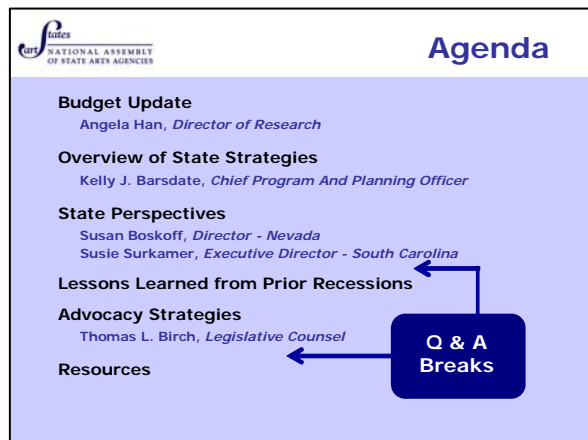 States
art
NATIONAL ASSEMBLY
OF STATE ARTS AGENCIES
Agenda
Budget Update
Angela Han, Director of Research
Overview of State Strategies
Kelly J. Barsdate, Chief Program And Planning Officer
State Perspectives
Susan Boskoff, Director - Nevada
Susie Surkamer, Executive Director - South Carolina
Lessons Learned from Prior Recessions
Advocacy Strategies
Thomas L. Birch, Legislative Counsel
Resources
Q & A
Breaks